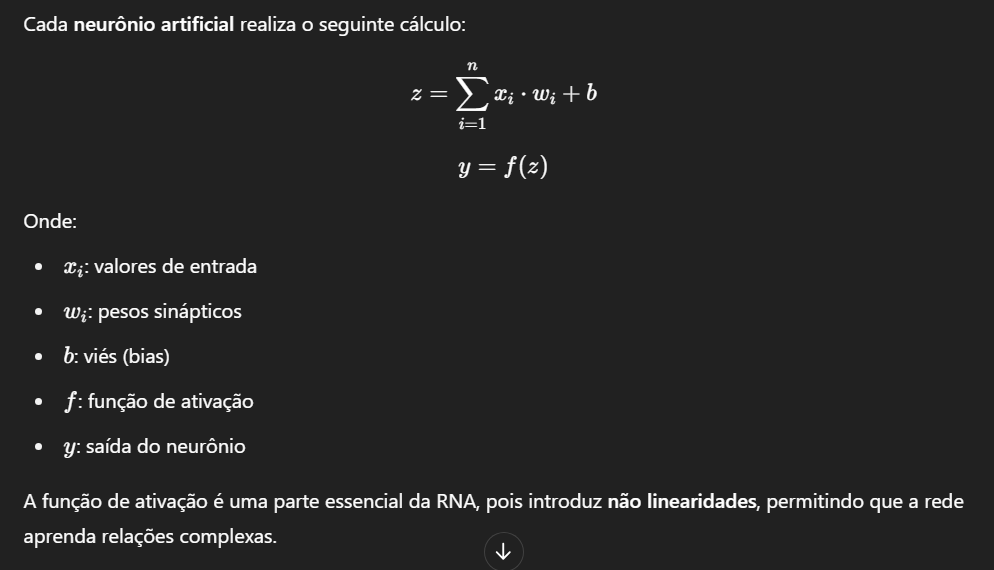 Cada neurônio artificial realiza o seguinte cálculo:
z = ∑_{i=1}^{n} x_i · w_i + b
y = f(z)
Onde:
• x_i: valores de entrada
• w_i: pesos sinápticos
• b: viés (bias)
• f: função de ativação
• y: saída do neurônio
A função de ativação é uma parte essencial da RNA, pois introduz não linearidades, permitindo que a rede
aprenda relações complexas.